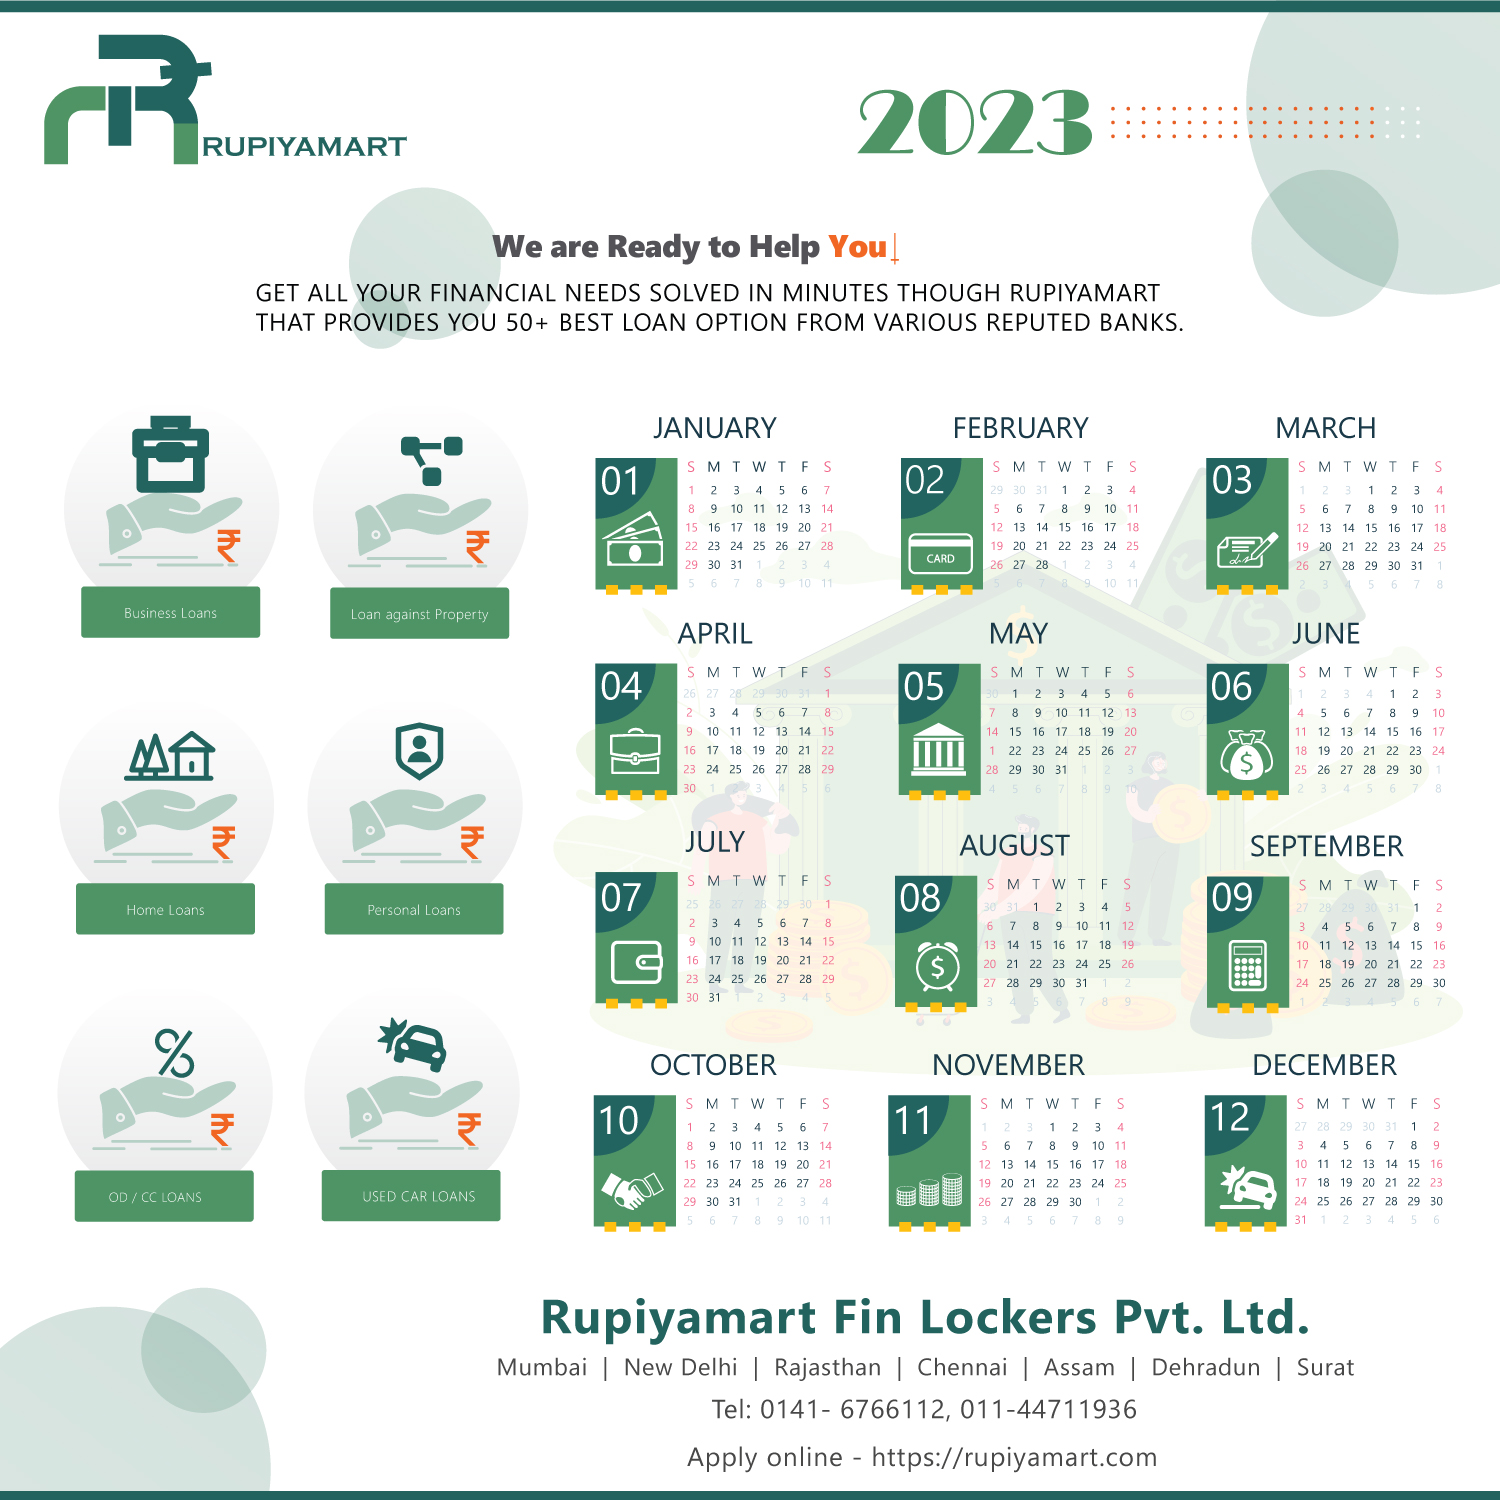 RUPIYAMART
2023
We are Ready to Help You
GET ALL YOUR FINANCIAL NEEDS SOLVED IN MINUTES THOUGH RUPIYAMART
THAT PROVIDES YOU 50+ BEST LOAN OPTION FROM VARIOUS REPUTED BANKS.
Business Loans
Loan against Property
Home Loans
Personal Loans
OD / CC LOANS
USED CAR LOANS
JANUARY
01
S M T W T F S
1 2 3 4 5 6 7
8 9 10 11 12 13 14
15 16 17 18 19 20 21
22 23 24 25 26 27 28
29 30 31 1 2 3 4
5 6 7 8 9 10 11
FEBRUARY
02
CARD
S M T W T F S
29 30 31 1 2 3 4
5 6 7 8 9 10 11
12 13 14 15 16 17 18
19 20 21 22 23 24 25
26 27 28 1 2 3 4
5 6 7 8 9 10 11
MARCH
03
S M T W T F S
1 2 3 1 2 3 4
5 6 7 8 9 10 11
12 13 14 15 16 17 18
19 20 21 22 23 24 25
26 27 28 29 30 31 1
2 3 4 5 6 7 8
APRIL
04
S M T W T F S
26 27 28 29 30 31 1
2 3 4 5 6 7 8
9 10 11 12 13 14 15
16 17 18 19 20 21 22
23 24 25 26 27 28 29
30 1 2 3 4 5 6
MAY
05
S M T W T F S
30 1 2 3 4 5 6
7 8 9 10 11 12 13
14 15 16 17 18 19 20
1 22 23 24 25 26 27
28 29 30 31 1 2 3
4 5 6 7 8 9 10
JUNE
06
S M T W T F S
1 2 3 4 1 2 3
4 5 6 7 8 9 10
11 12 13 14 15 16 17
18 19 20 21 22 23 24
25 26 27 28 29 30 1
2 3 4 5 6 7 8
JULY
07
S M T W T F S
25 26 27 28 29 30 1
2 3 4 5 6 7 8
9 10 11 12 13 14 15
16 17 18 19 20 21 22
23 24 25 26 27 28 29
30 31 1 2 3 4 5
AUGUST
08
S M T W T F S
30 31 1 2 3 4 5
6 7 8 9 10 11 12
13 14 15 16 17 18 19
20 21 22 23 24 25 26
27 28 29 30 31 1 2
3 4 5 6 7 8 9
SEPTEMBER
09
S M T W T F S
27 28 29 30 31 1 2
3 4 5 6 7 8 9
10 11 12 13 14 15 16
17 18 19 20 21 22 23
24 25 26 27 28 29 30
1 2 3 4 5 6 7
OCTOBER
10
S M T W T F S
1 2 3 4 5 6 7
8 9 10 11 12 13 14
15 16 17 18 19 20 21
22 23 24 25 26 27 28
29 30 31 1 2 3 4
5 6 7 8 9 10 11
NOVEMBER
11
S M T W T F S
1 2 3 1 2 3 4
5 6 7 8 9 10 11
12 13 14 15 16 17 18
19 20 21 22 23 24 25
26 27 28 29 30 1 2
3 4 5 6 7 8 9
DECEMBER
12
S M T W T F S
27 28 29 30 31 1 2
3 4 5 6 7 8 9
10 11 12 13 14 15 16
17 18 19 20 21 22 23
24 25 26 27 28 29 30
31 1 2 3 4 5 6
Rupiyamart Fin Lockers Pvt. Ltd.
Mumbai | New Delhi | Rajasthan | Chennai | Assam | Dehradun | Surat
Tel: 0141- 6766112, 011-44711936
Apply online - https://rupiyamart.com